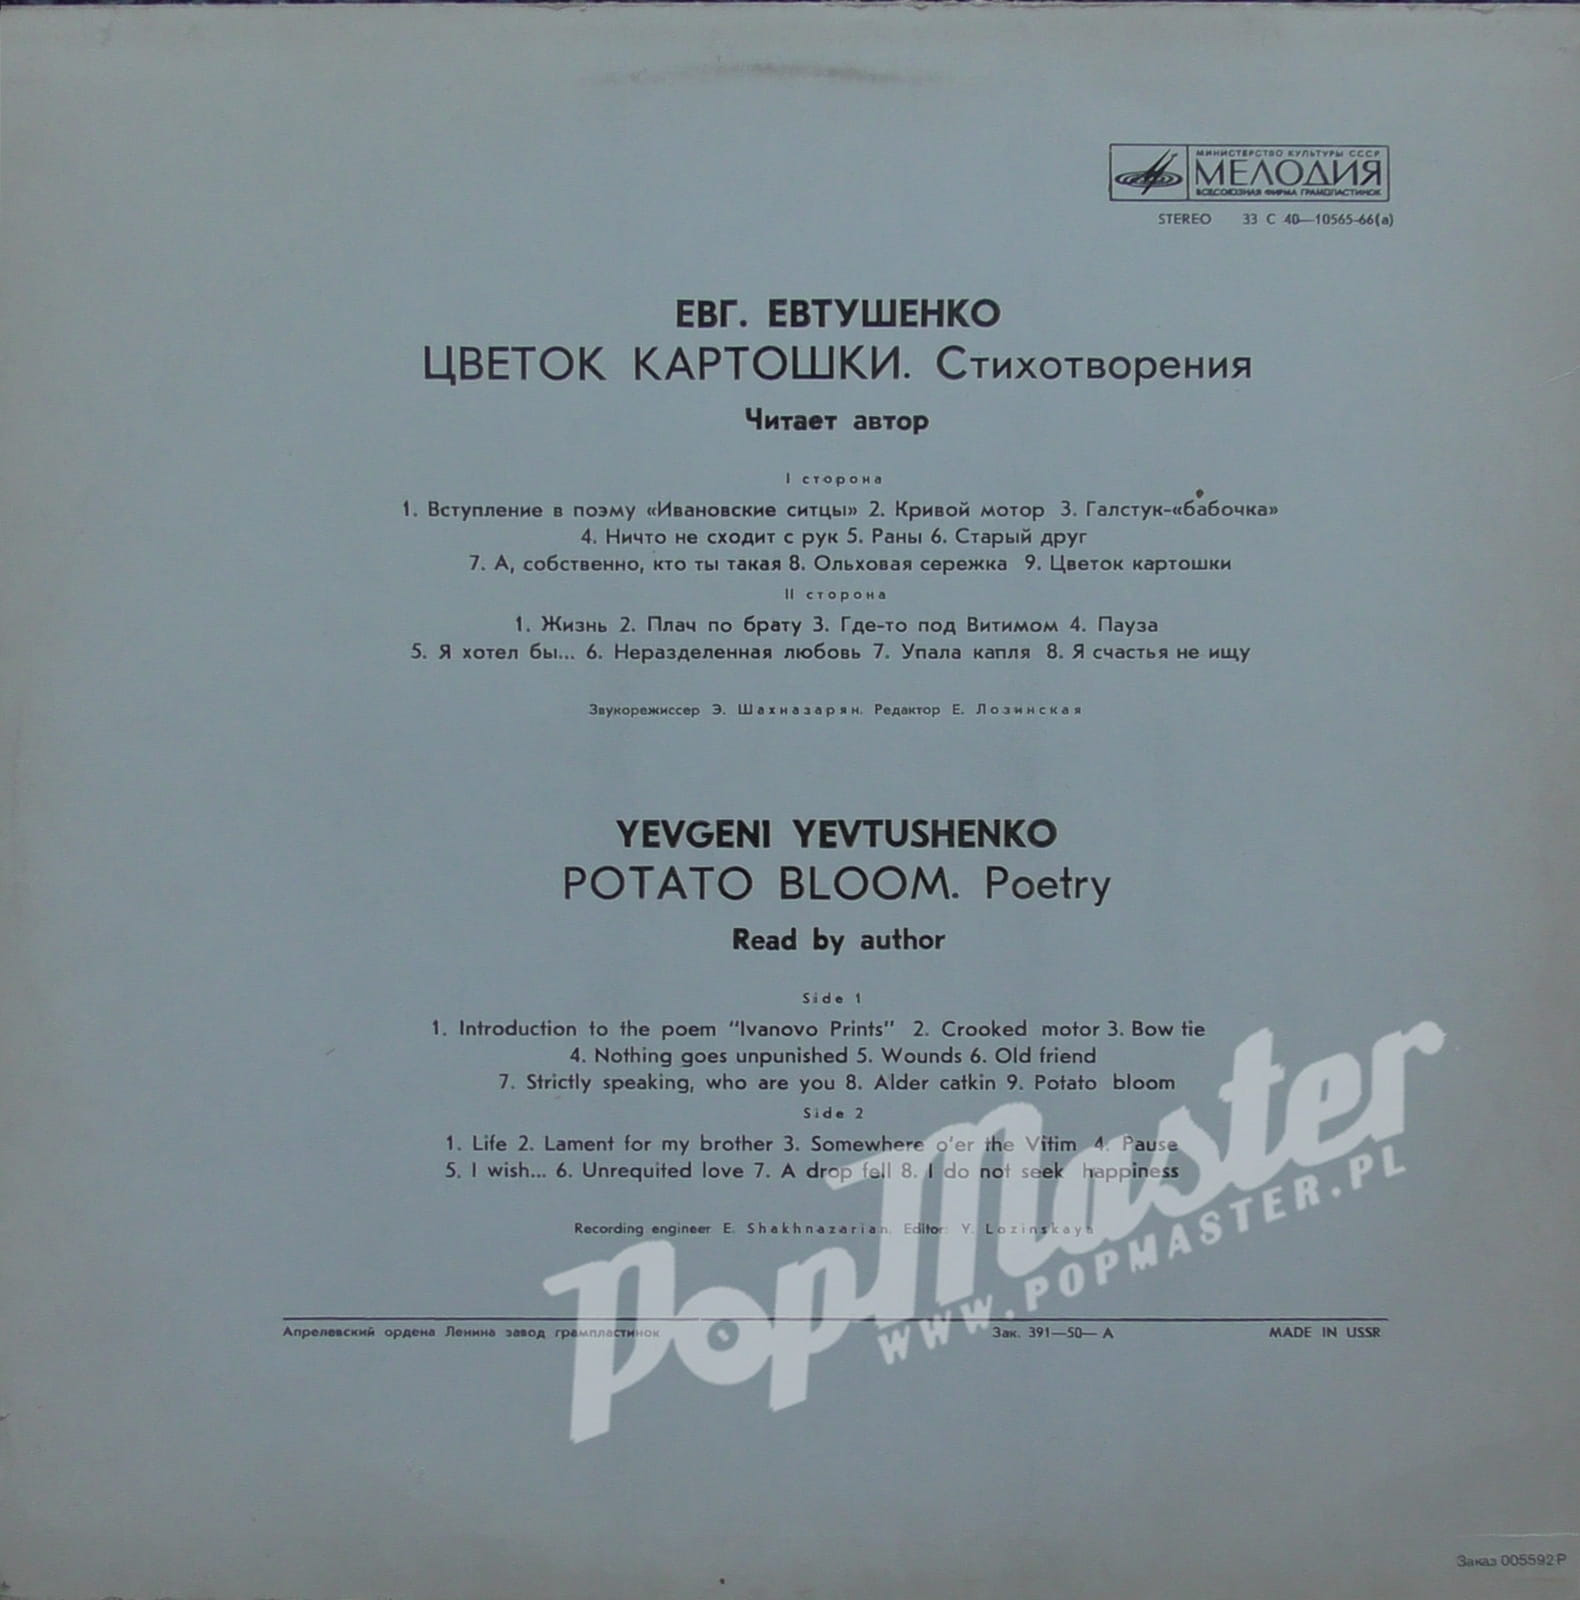 МИНИСТЕРСТВО КУЛЬТУРЫ СССР
МЕЛОДИЯ
ВСЕСОЮЗНАЯ ФИРМА ГРАМПЛАСТИНОК
STEREO 33 С 40—10565-66(a)
ЕВГ. ЕВТУШЕНКО
ЦВЕТОК КАРТОШКИ. Стихотворения
Читает автор
I сторона
1. Вступление в поэму «Ивановские ситцы» 2. Кривой мотор 3. Галстук-«бабочка»
4. Ничто не сходит с рук 5. Раны 6. Старый друг
7. А, собственно, кто ты такая 8. Ольховая сережка 9. Цветок картошки
II сторона
1. Жизнь 2. Плач по брату 3. Где-то под Витимом 4. Пауза
5. Я хотел бы... 6. Неразделенная любовь 7. Упала капля 8. Я счастья не ищу
Звукорежиссер Э. Шахназарян. Редактор Е. Лозинская
YEVGENI YEVTUSHENKO
POTATO BLOOM. Poetry
Read by author
Side 1
1. Introduction to the poem "Ivanovo Prints" 2. Crooked motor 3. Bow tie
4. Nothing goes unpunished 5. Wounds 6. Old friend
7. Strictly speaking, who are you 8. Alder catkin 9. Potato bloom
Side 2
1. Life 2. Lament for my brother 3. Somewhere o'er the Vitim 4. Pause
5. I wish... 6. Unrequited love 7. A drop fell 8. I do not seek happiness
Recording engineer E. Shakhnazarian. Editor Y. Lozinskaya
PopMaster
WWW.POPMASTER.PL
Апрелевский ордена Ленина завод грампластинок Зак. 391—50— А MADE IN USSR
Заказ 005592Р